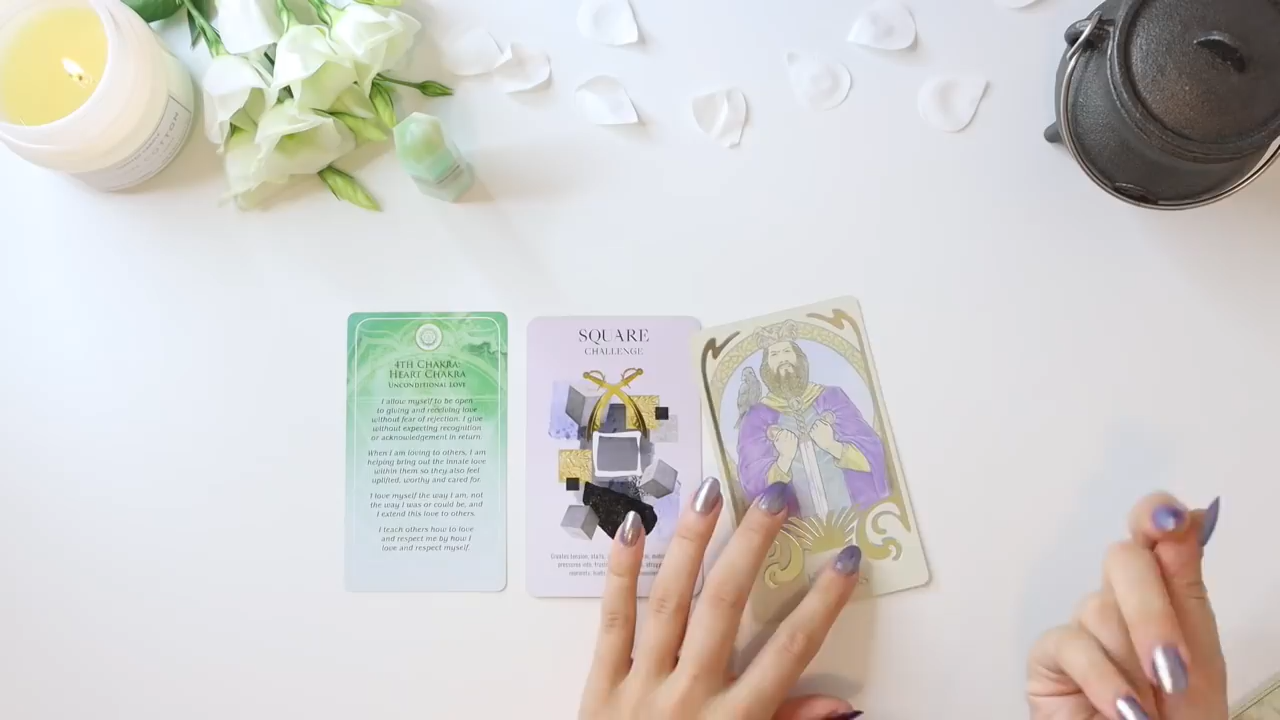 COTTON
4TH CHAKRA:
HEART CHAKRA
UNCONDITIONAL LOVE
I allow myself to be open
to giving and receiving love
without fear of rejection. I give
without expecting recognition
or acknowledgement in return.
When I am loving to others, I am
helping bring out the innate love
within them so they also feel
uplifted, worthy and cared for.
I love myself the way I am, not
the way I was or could be, and
I extend this love to others.
I teach others how to love
and respect me by how I
love and respect myself.
SQUARE
CHALLENGE
Creates tension,